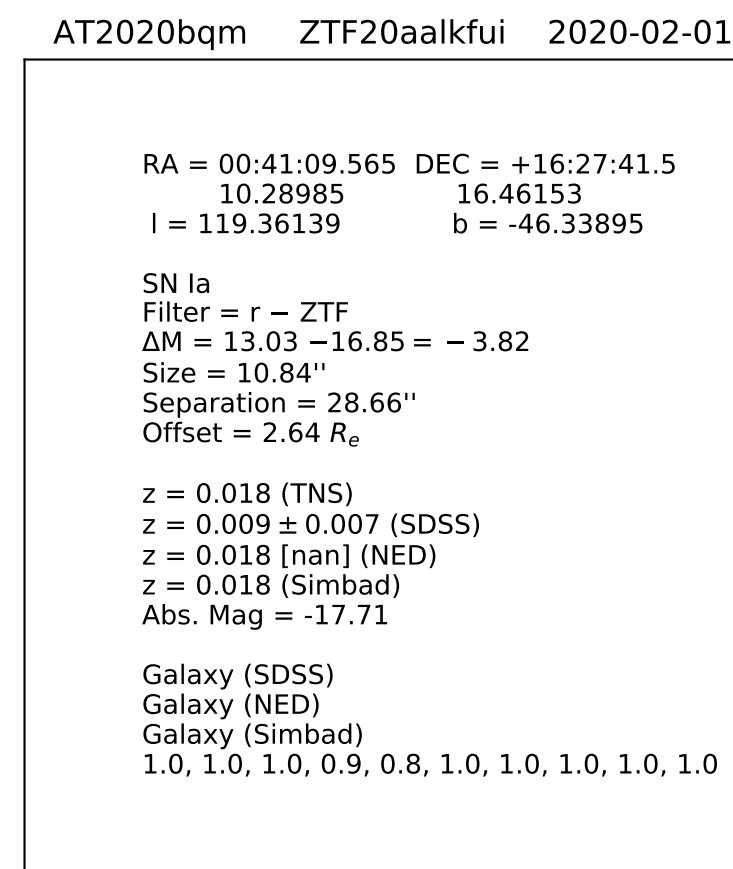 AT2020bqm ZTF20aalkfui 2020-02-01
RA = 00:41:09.565 DEC = +16:27:41.5
10.28985 16.46153
l = 119.36139 b = -46.33895
SN Ia
Filter = r − ZTF
ΔM = 13.03 −16.85 = − 3.82
Size = 10.84''
Separation = 28.66''
Offset = 2.64 Rₑ
z = 0.018 (TNS)
z = 0.009 ± 0.007 (SDSS)
z = 0.018 [nan] (NED)
z = 0.018 (Simbad)
Abs. Mag = -17.71
Galaxy (SDSS)
Galaxy (NED)
Galaxy (Simbad)
1.0, 1.0, 1.0, 0.9, 0.8, 1.0, 1.0, 1.0, 1.0, 1.0